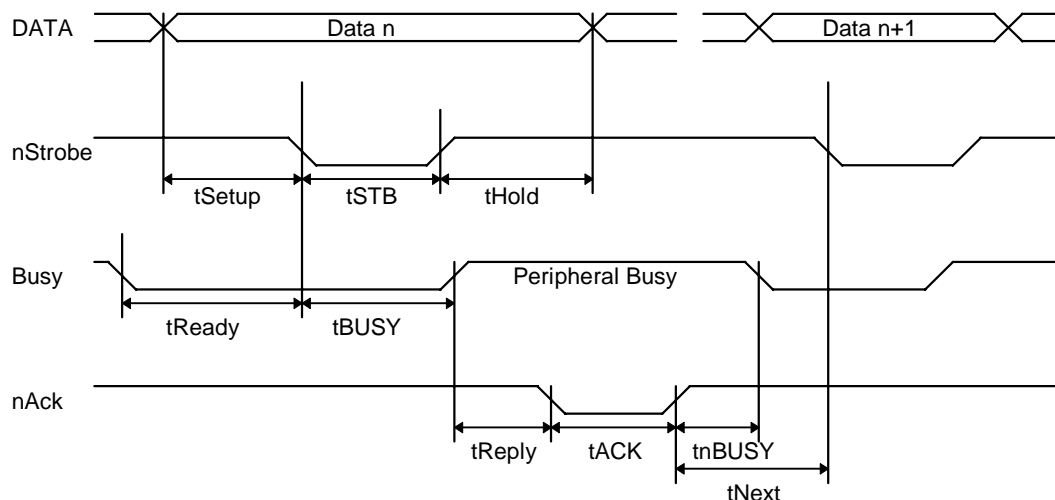 DATA Data n Data n+1
nStrobe
tSetup tSTB tHold
Busy Peripheral Busy
tReady tBUSY
nAck
tReply tACK tnBUSY
tNext